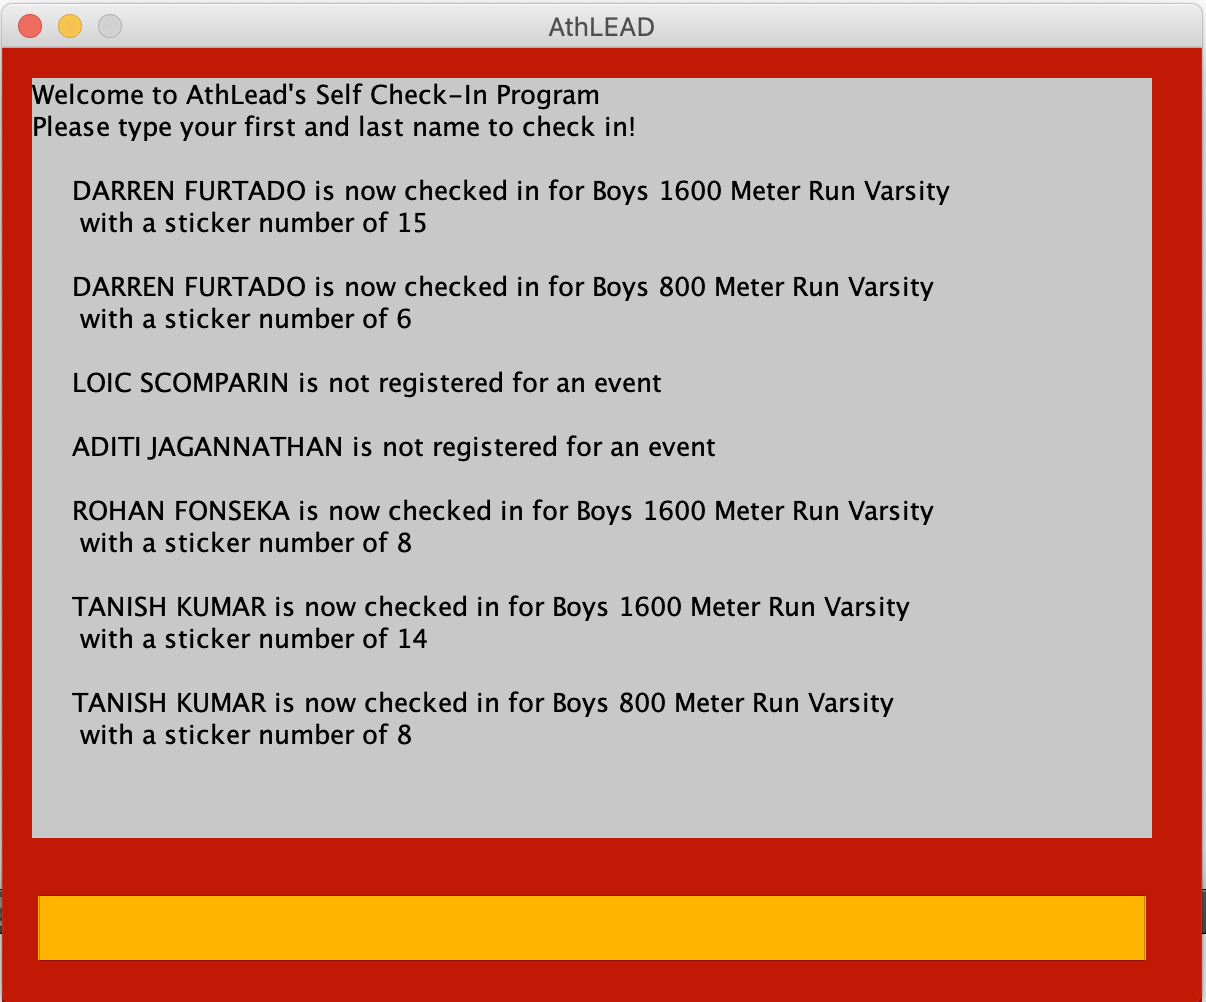 AthLEAD
Welcome to AthLead's Self Check-In Program
Please type your first and last name to check in!
DARREN FURTADO is now checked in for Boys 1600 Meter Run Varsity
with a sticker number of 15
DARREN FURTADO is now checked in for Boys 800 Meter Run Varsity
with a sticker number of 6
LOIC SCOMPARIN is not registered for an event
ADITI JAGANNATHAN is not registered for an event
ROHAN FONSEKA is now checked in for Boys 1600 Meter Run Varsity
with a sticker number of 8
TANISH KUMAR is now checked in for Boys 1600 Meter Run Varsity
with a sticker number of 14
TANISH KUMAR is now checked in for Boys 800 Meter Run Varsity
with a sticker number of 8